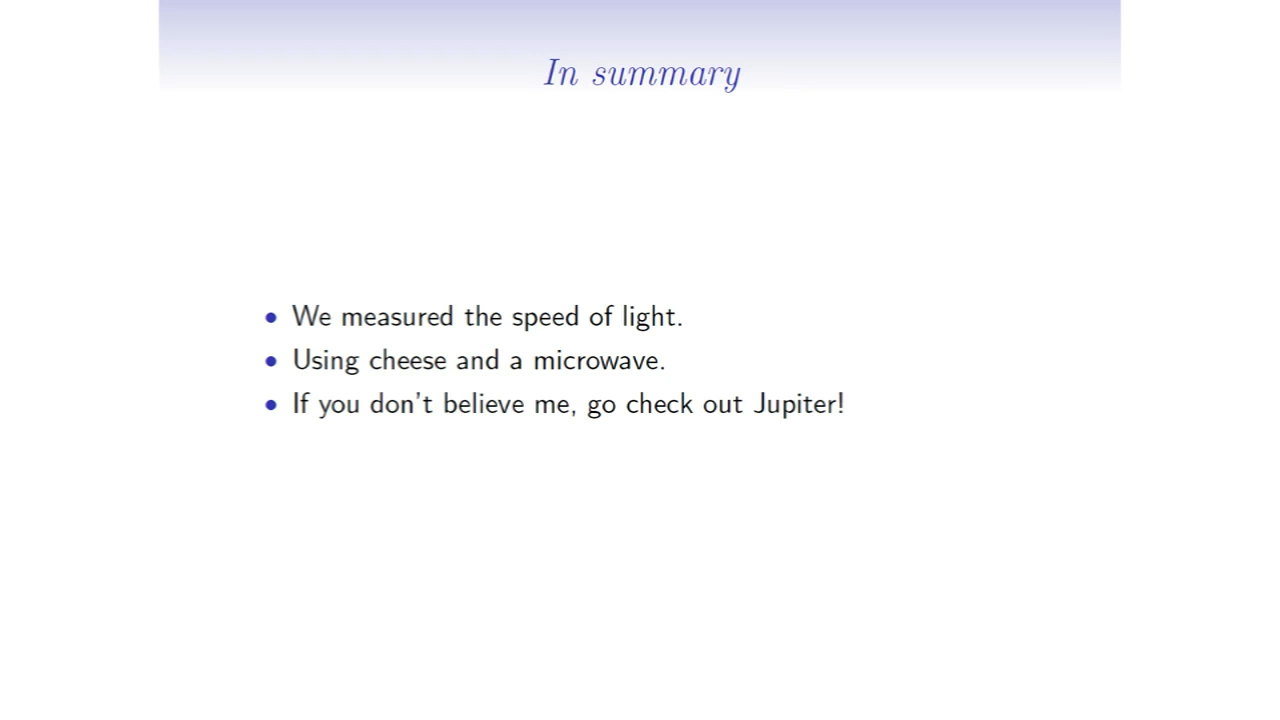 In summary
• We measured the speed of light.
• Using cheese and a microwave.
• If you don't believe me, go check out Jupiter!